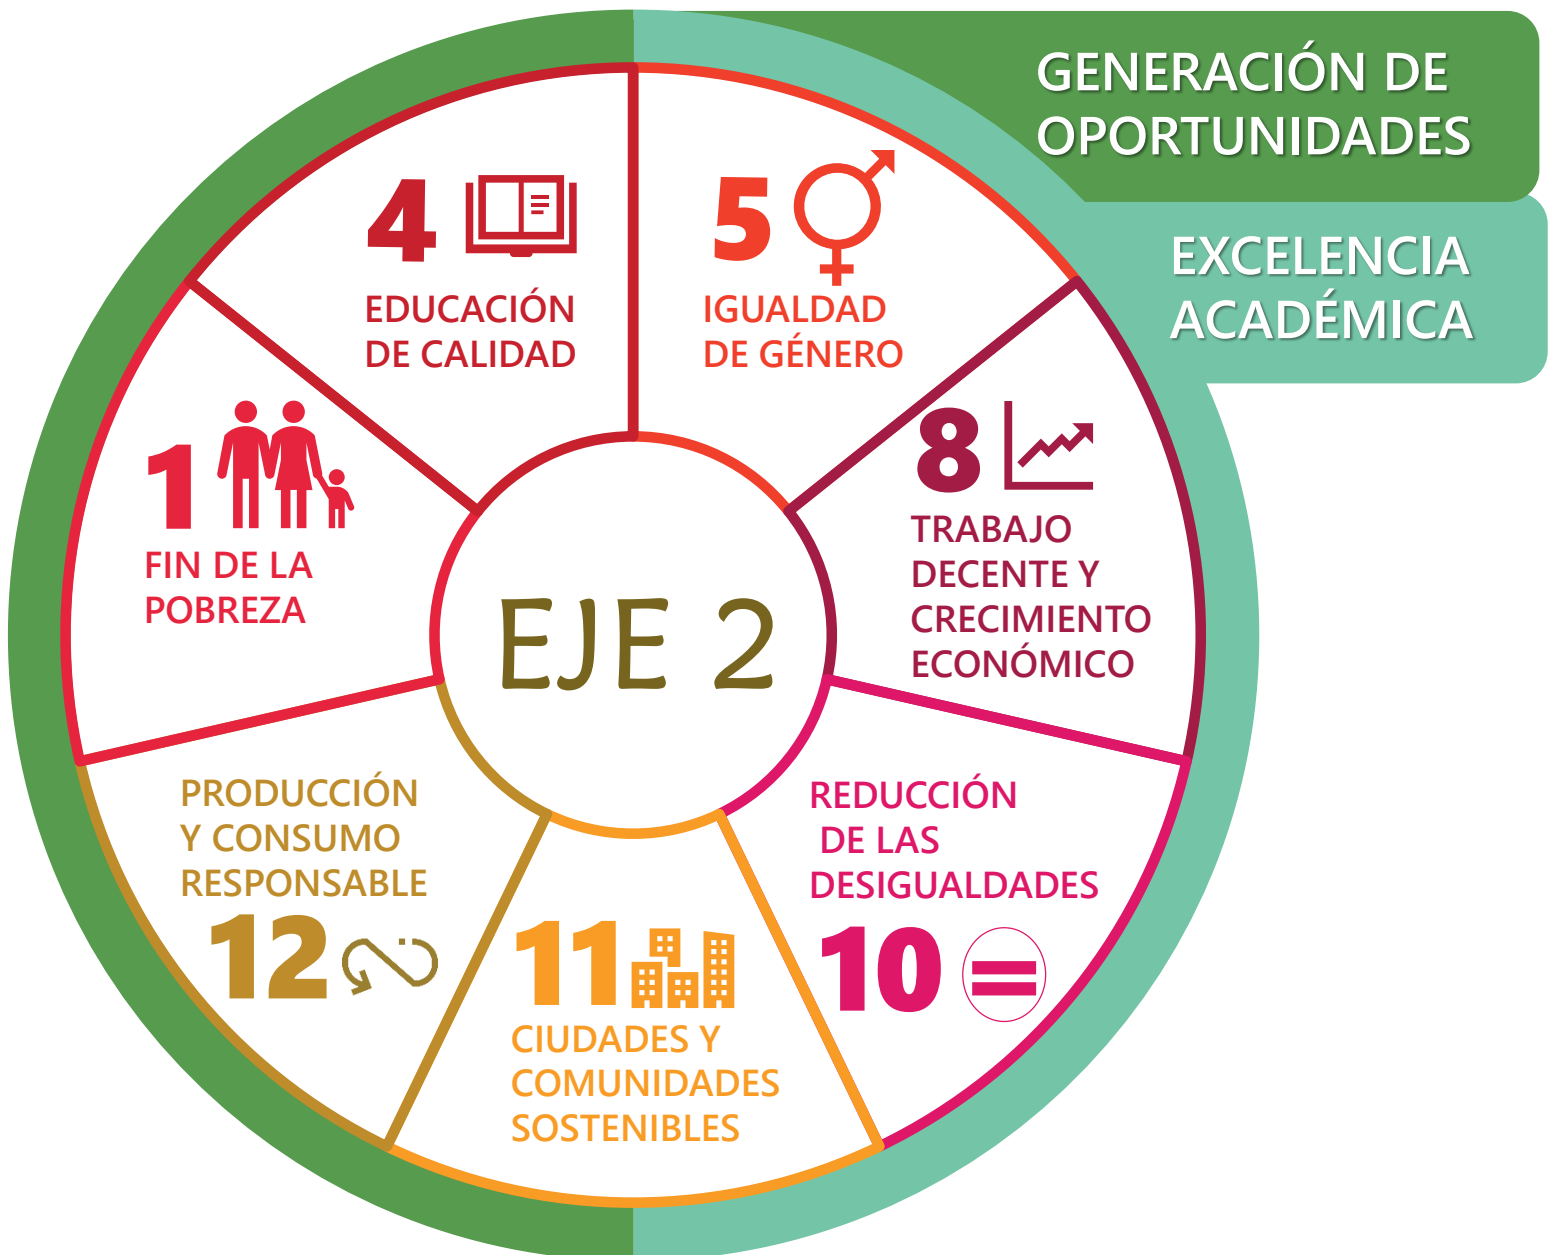 GENERACIÓN DE
OPORTUNIDADES
EXCELENCIA
ACADÉMICA
4
EDUCACIÓN
DE CALIDAD
5
IGUALDAD
DE GÉNERO
1
FIN DE LA
POBREZA
8
TRABAJO
DECENTE Y
CRECIMIENTO
ECONÓMICO
EJE 2
PRODUCCIÓN
Y CONSUMO
RESPONSABLE
12
11
CIUDADES Y
COMUNIDADES
SOSTENIBLES
REDUCCIÓN
DE LAS
DESIGUALDADES
10